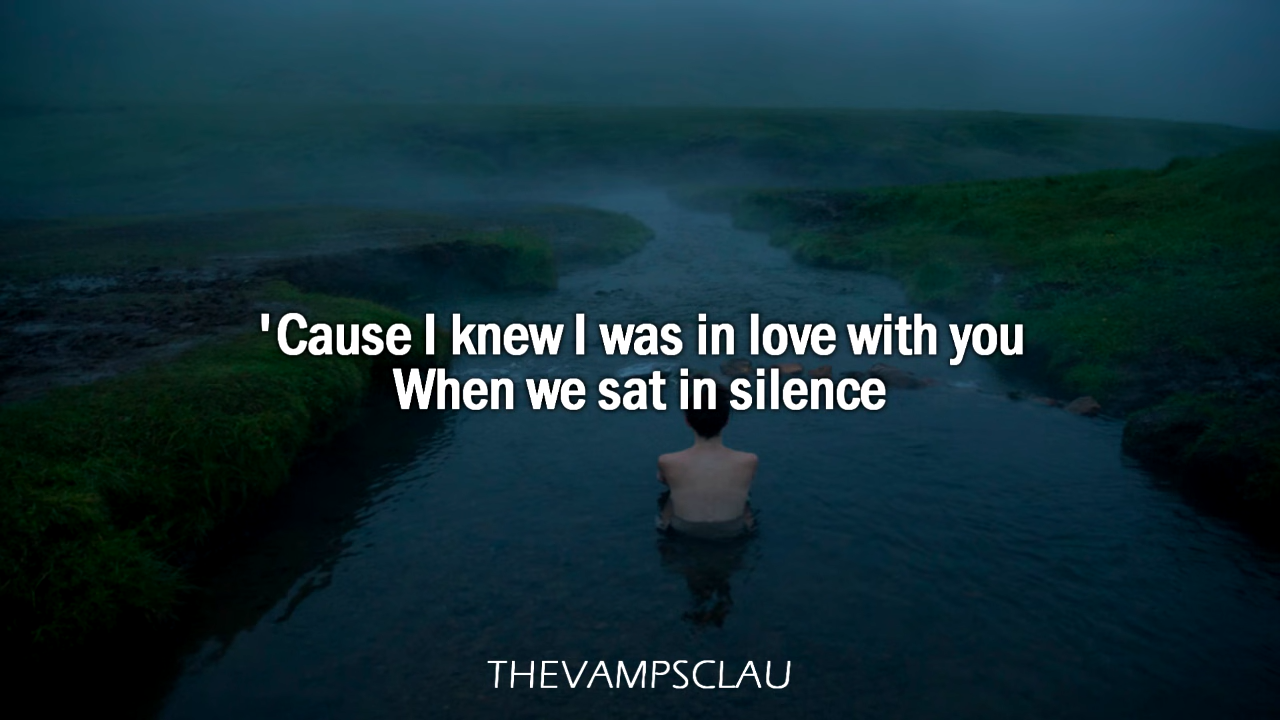 'Cause I knew I was in love with you
When we sat in silence
THEVAMPSCLAU